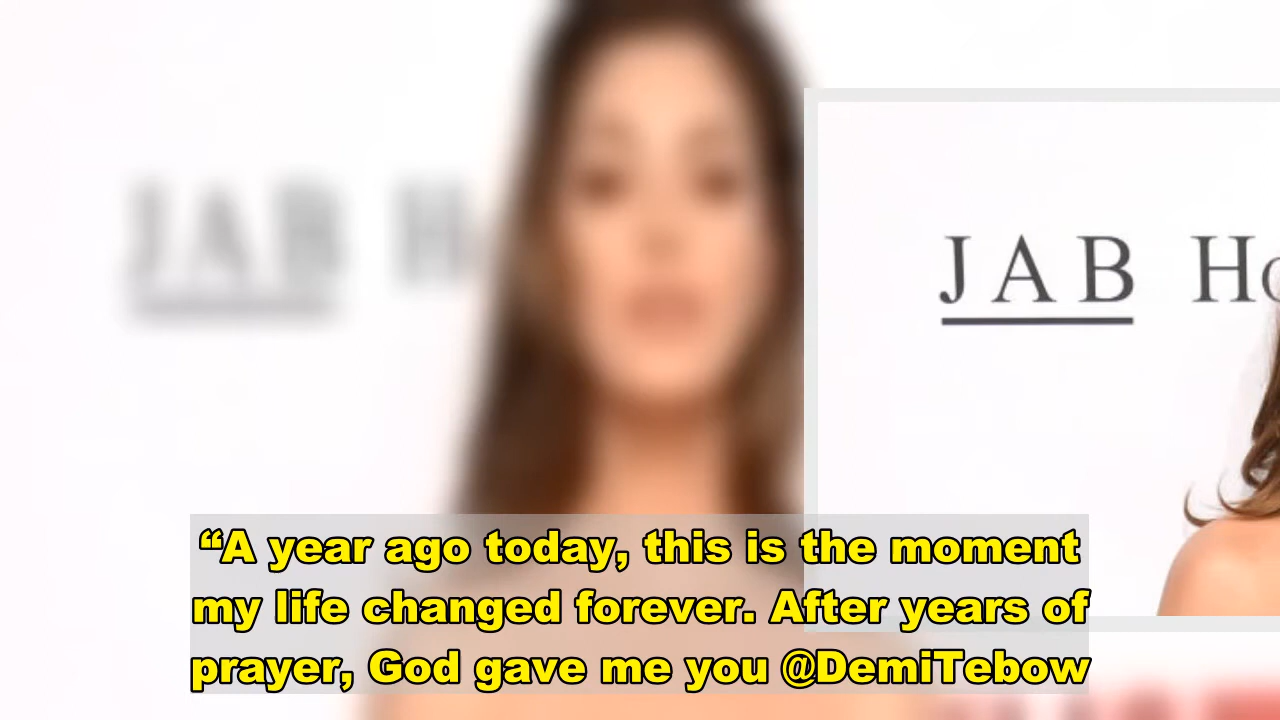 JAB H
JAB Ho
“A year ago today, this is the moment
my life changed forever. After years of
prayer, God gave me you @DemiTebow